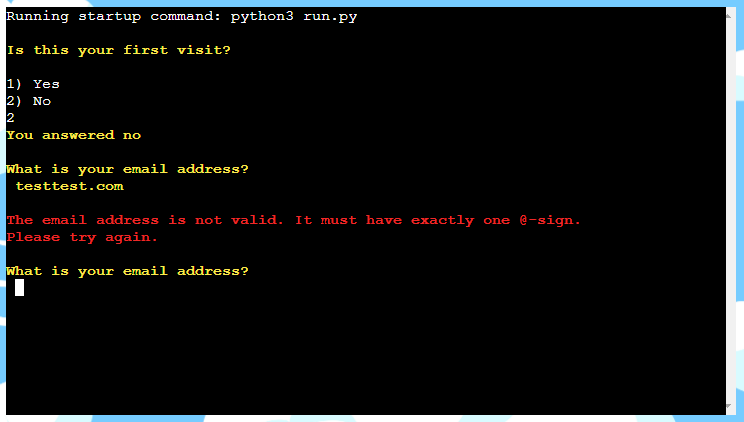 Running startup command: python3 run.py
Is this your first visit?
1) Yes
2) No
2
You answered no
What is your email address?
testtest.com
The email address is not valid. It must have exactly one @-sign.
Please try again.
What is your email address?